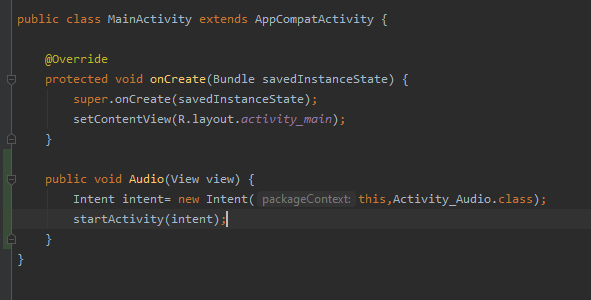 public class MainActivity extends AppCompatActivity {
@Override
protected void onCreate(Bundle savedInstanceState) {
super.onCreate(savedInstanceState);
setContentView(R.layout.activity_main);
}
public void Audio(View view) {
Intent intent= new Intent( packageContext: this,Activity_Audio.class);
startActivity(intent);
}
}